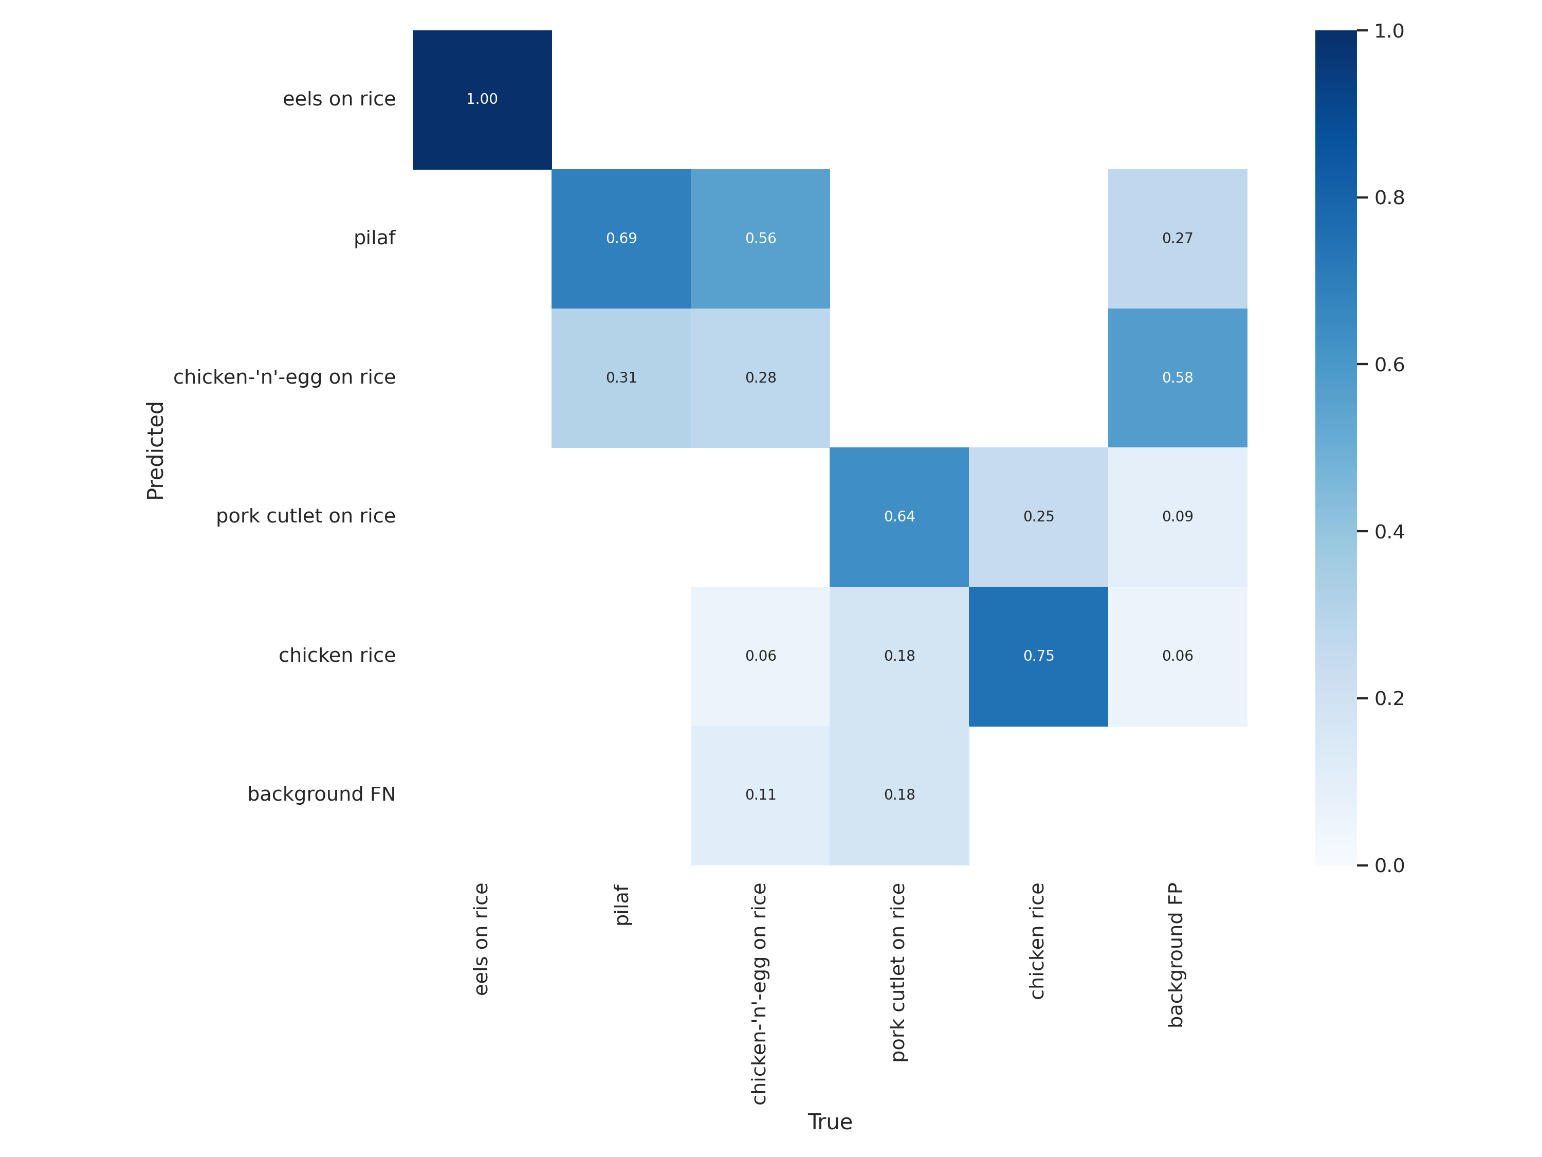 1.0
eels on rice 1.00
0.8
pilaf 0.69 0.56 0.27
0.6
chicken-'n'-egg on rice 0.31 0.28 0.58
Predicted
pork cutlet on rice 0.64 0.25 0.09
0.4
chicken rice 0.06 0.18 0.75 0.06
0.2
background FN 0.11 0.18
0.0
eels on rice
pilaf
chicken-'n'-egg on rice
pork cutlet on rice
chicken rice
background FP
True